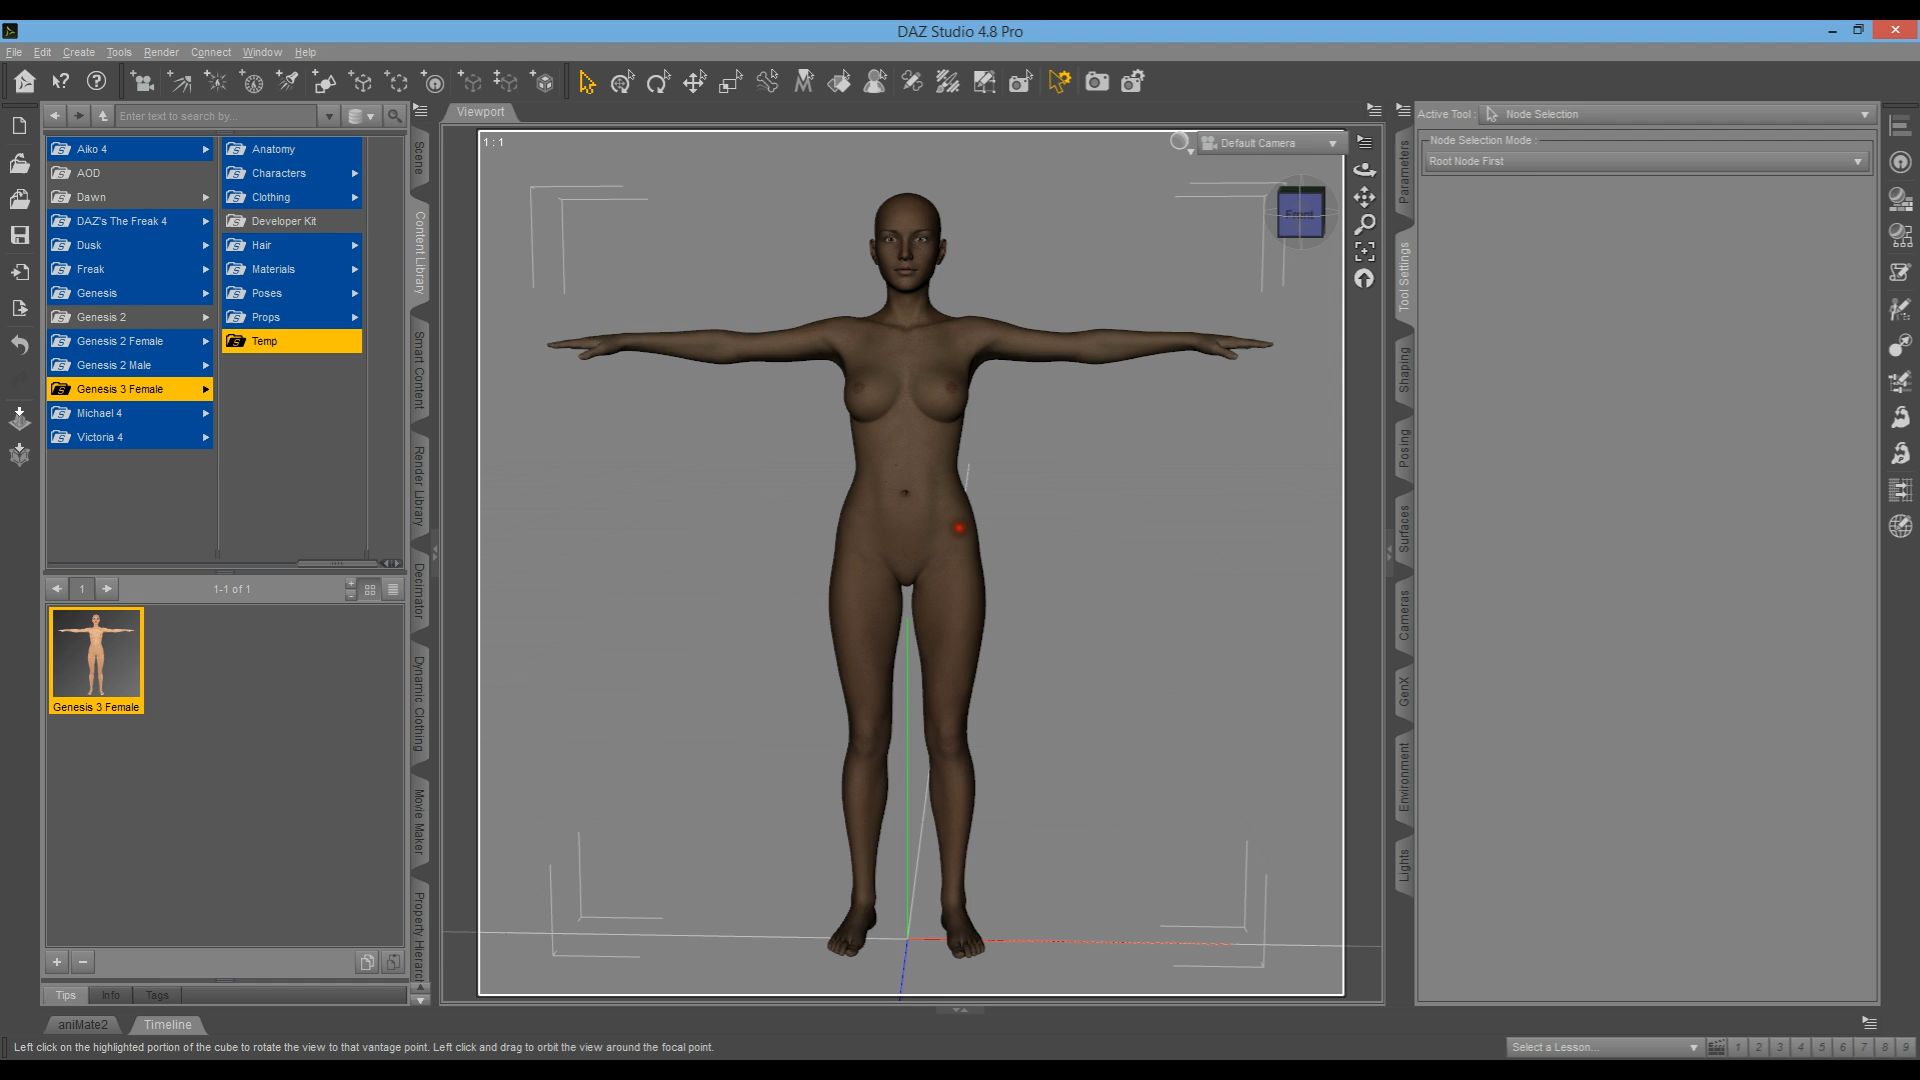 DAZ Studio 4.8 Pro
File Edit Create Tools Render Connect Window Help
Enter text to search by...
Aiko 4
AOD
Dawn
DAZ's The Freak 4
Dusk
Freak
Genesis
Genesis 2
Genesis 2 Female
Genesis 2 Male
Genesis 3 Female
Michael 4
Victoria 4
Anatomy
Characters
Clothing
Developer Kit
Hair
Materials
Poses
Props
Temp
1
1-1 of 1
Genesis 3 Female
Tips Info Tags
Scene
Content Library
Smart Content
Render Library
Decimator
Dynamic Clothing
Movie Maker
Property Hierarch
Viewport
1 : 1
Default Camera
Front
Parameters
Tool Settings
Shaping
Posing
Surfaces
Cameras
GenX
Environment
Lights
Active Tool : Node Selection
Node Selection Mode :
Root Node First
aniMate2 Timeline
Left click on the highlighted portion of the cube to rotate the view to that vantage point. Left click and drag to orbit the view around the focal point.
Select a Lesson... 1 2 3 4 5 6 7 8 9